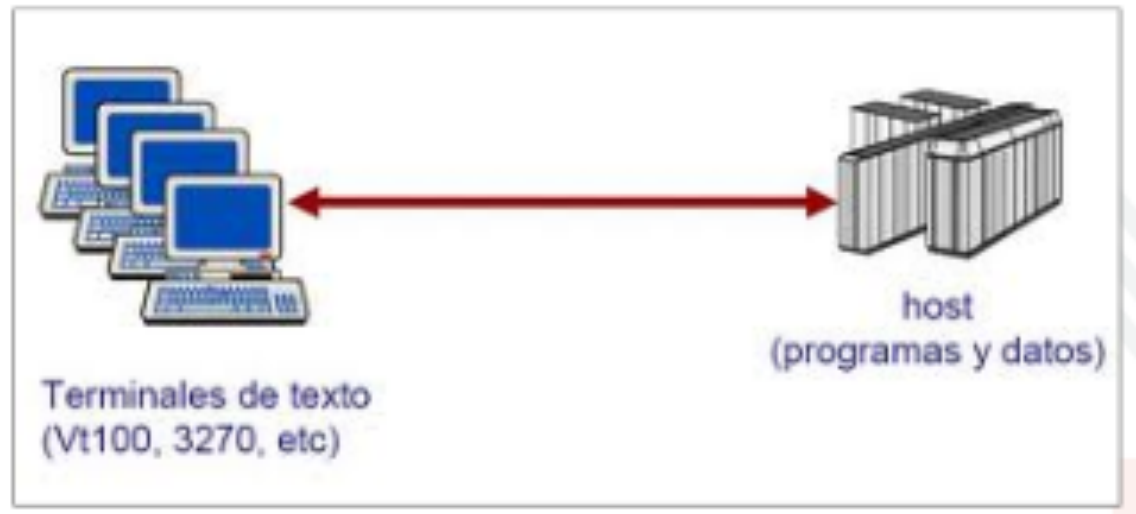 Terminales de texto
(Vt100, 3270, etc)
host
(programas y datos)